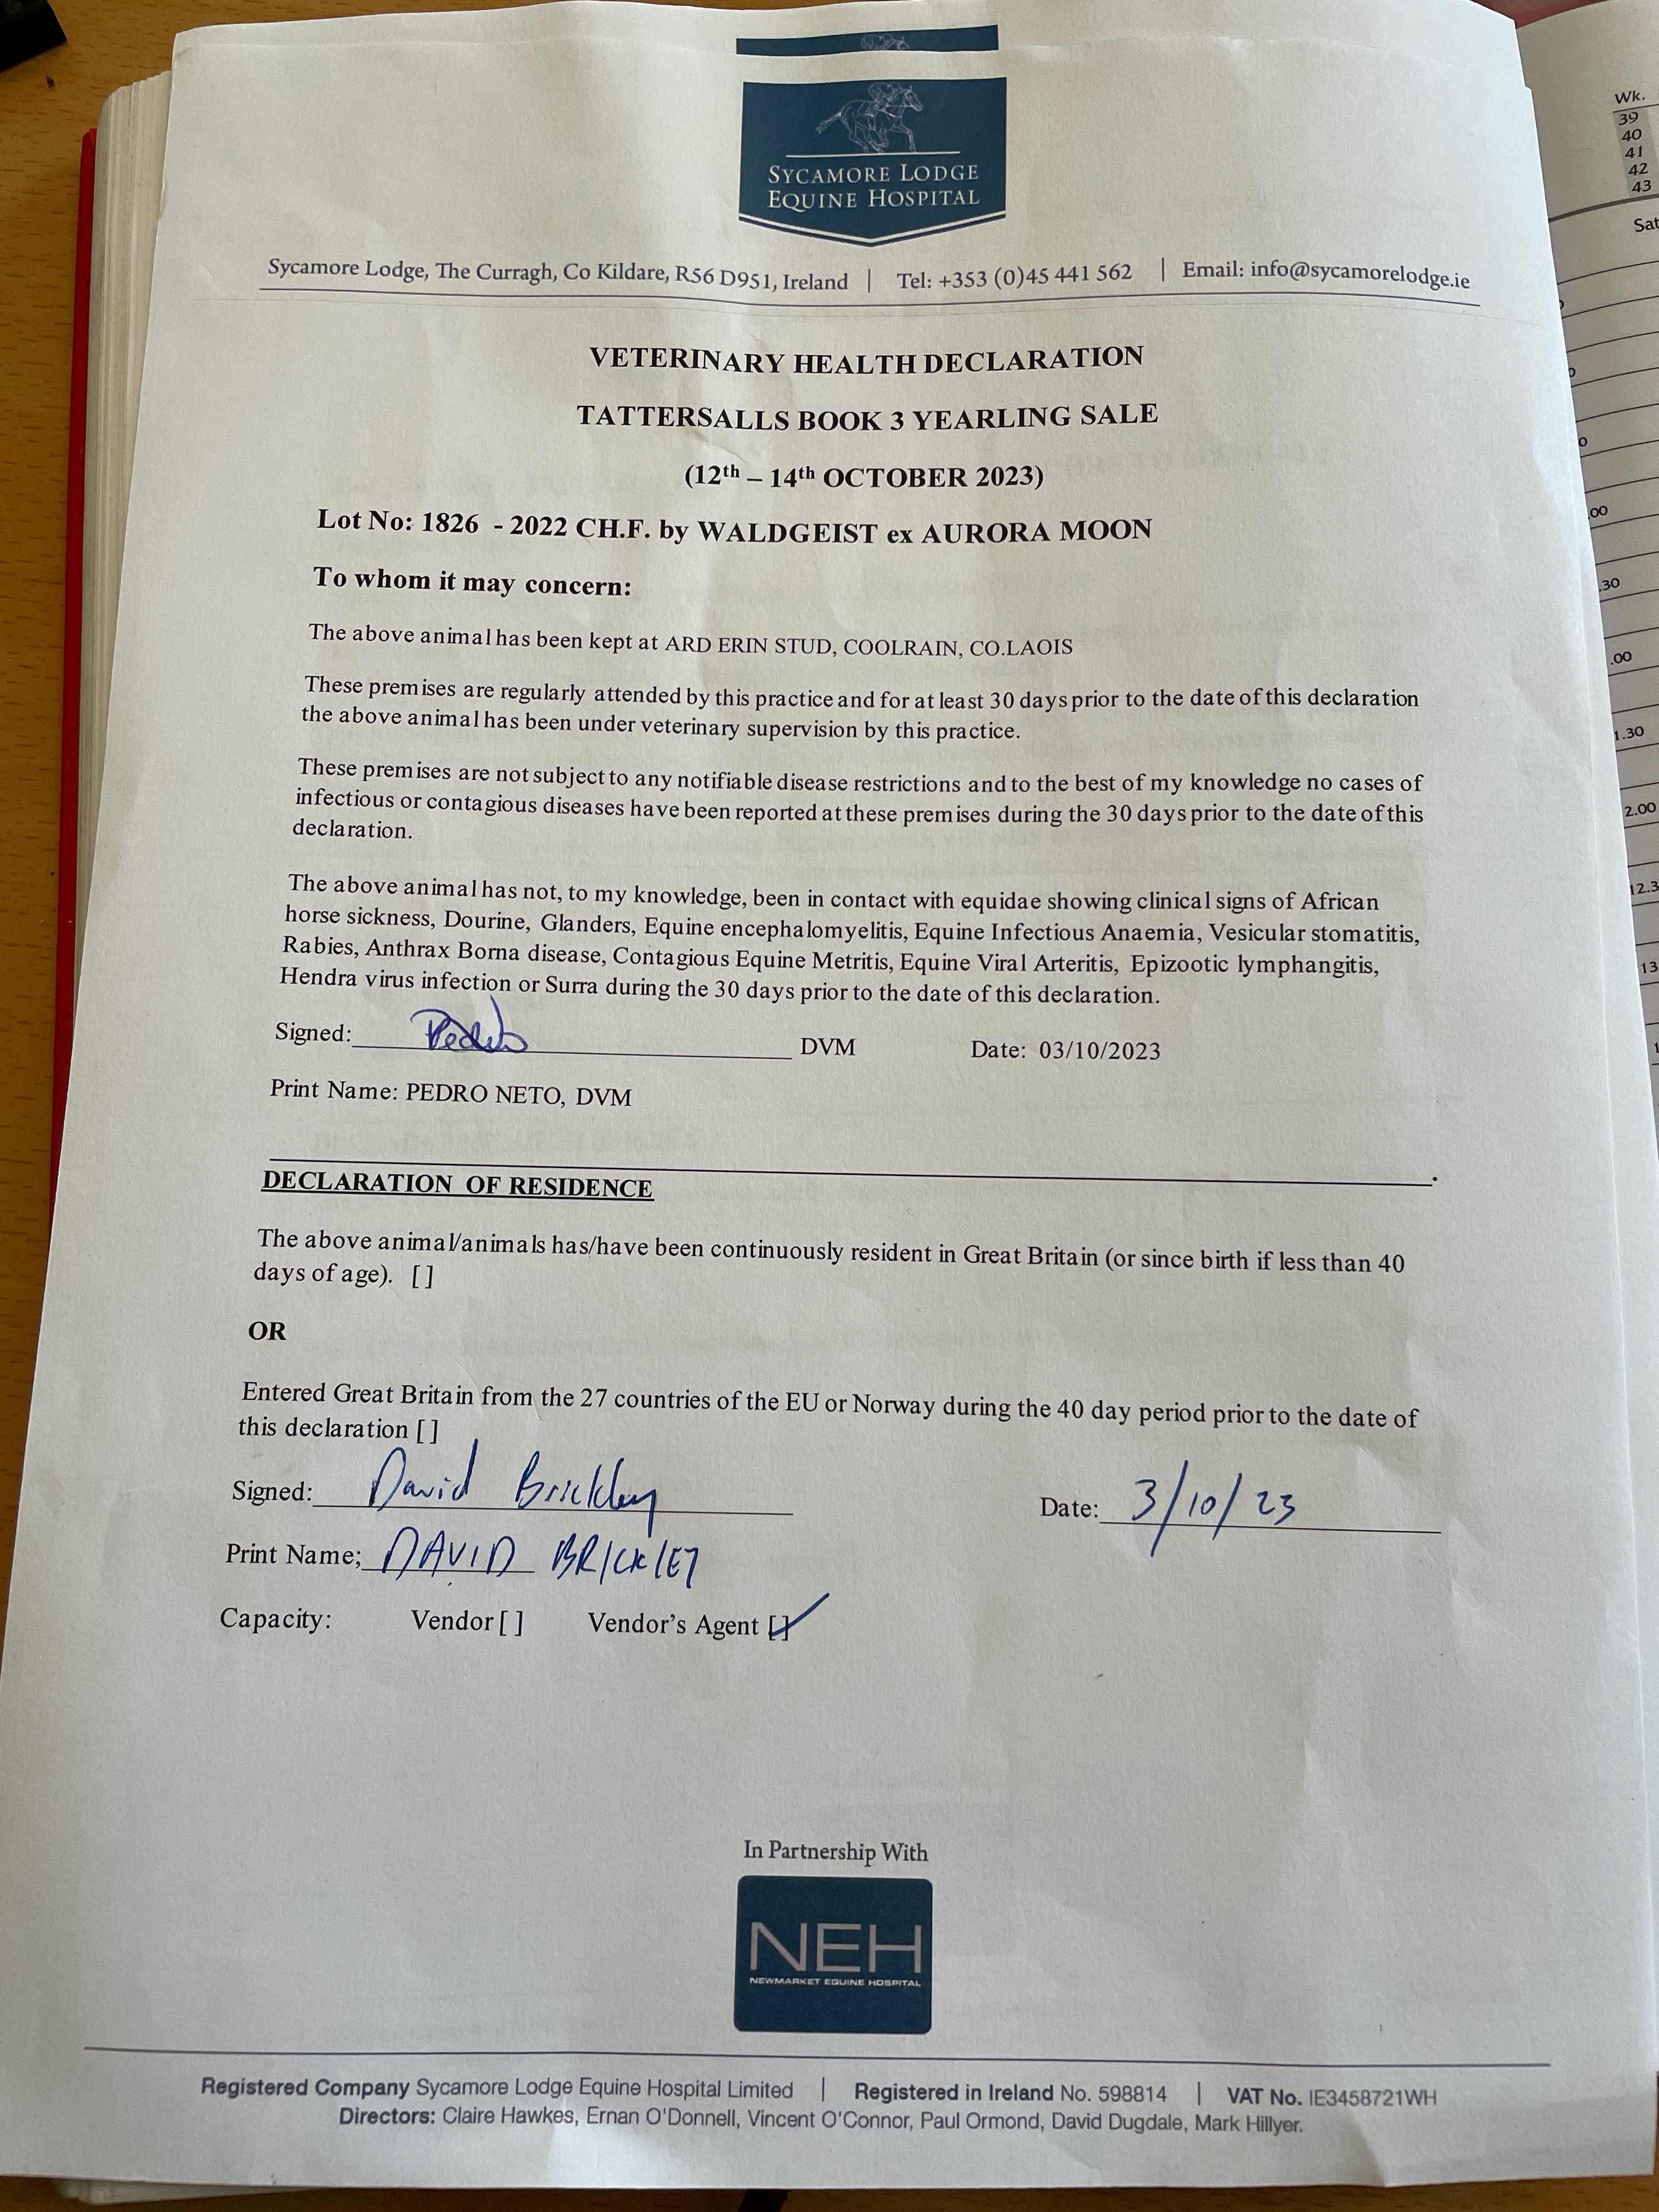 SYCAMORE LODGE
EQUINE HOSPITAL
Sycamore Lodge, The Curragh, Co Kildare, R56 D951, Ireland | Tel: +353 (0)45 441 562 | Email: info@sycamorelodge.ie
VETERINARY HEALTH DECLARATION
TATTERSALLS BOOK 3 YEARLING SALE
(12th – 14th OCTOBER 2023)
Lot No: 1826 - 2022 CH.F. by WALDGEIST ex AURORA MOON
To whom it may concern:
The above animal has been kept at ARD ERIN STUD, COOLRAIN, CO.LAOIS
These premises are regularly attended by this practice and for at least 30 days prior to the date of this declaration
the above animal has been under veterinary supervision by this practice.
These premises are not subject to any notifiable disease restrictions and to the best of my knowledge no cases of
infectious or contagious diseases have been reported at these premises during the 30 days prior to the date of this
declaration.
The above animal has not, to my knowledge, been in contact with equidae showing clinical signs of African
horse sickness, Dourine, Glanders, Equine encephalomyelitis, Equine Infectious Anaemia, Vesicular stomatitis,
Rabies, Anthrax Borna disease, Contagious Equine Metritis, Equine Viral Arteritis, Epizootic lymphangitis,
Hendra virus infection or Surra during the 30 days prior to the date of this declaration.
Signed: Pedro DVM Date: 03/10/2023
Print Name: PEDRO NETO, DVM
DECLARATION OF RESIDENCE
The above animal/animals has/have been continuously resident in Great Britain (or since birth if less than 40
days of age). [ ]
OR
Entered Great Britain from the 27 countries of the EU or Norway during the 40 day period prior to the date of
this declaration [ ]
Signed: David Brickley Date: 3/10/23
Print Name; DAVID BRICKLEY
Capacity: Vendor [ ] Vendor's Agent [✓]
In Partnership With
NEH
NEWMARKET EQUINE HOSPITAL
Registered Company Sycamore Lodge Equine Hospital Limited | Registered in Ireland No. 598814 | VAT No. IE3458721WH
Directors: Claire Hawkes, Ernan O'Donnell, Vincent O'Connor, Paul Ormond, David Dugdale, Mark Hillyer.
Wk.
39
40
41
42
43
.30
.00
1.30
2.00